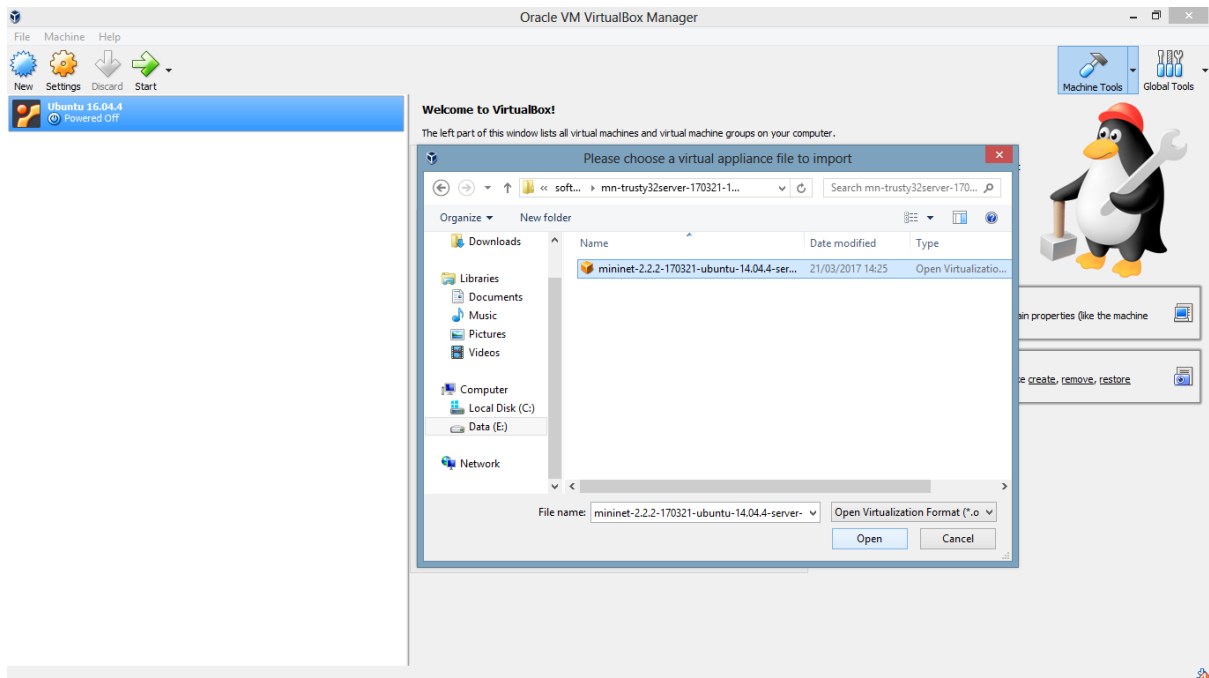 Oracle VM VirtualBox Manager
File Machine Help
New Settings Discard Start
Machine Tools Global Tools
Ubuntu 16.04.4
Powered Off
Welcome to VirtualBox!
The left part of this window lists all virtual machines and virtual machine groups on your computer.
Please choose a virtual appliance file to import
« soft... mn-trusty32server-170321-1...
Search mn-trusty32server-170...
Organize New folder
Name Date modified Type
Downloads
mininet-2.2.2-170321-ubuntu-14.04.4-ser... 21/03/2017 14:25 Open Virtualizatio...
Libraries
Documents
Music
Pictures
Videos
Computer
Local Disk (C:)
Data (E:)
Network
ain properties (like the machine
create, remove, restore
File name: mininet-2.2.2-170321-ubuntu-14.04.4-server- Open Virtualization Format (*.o
Open Cancel